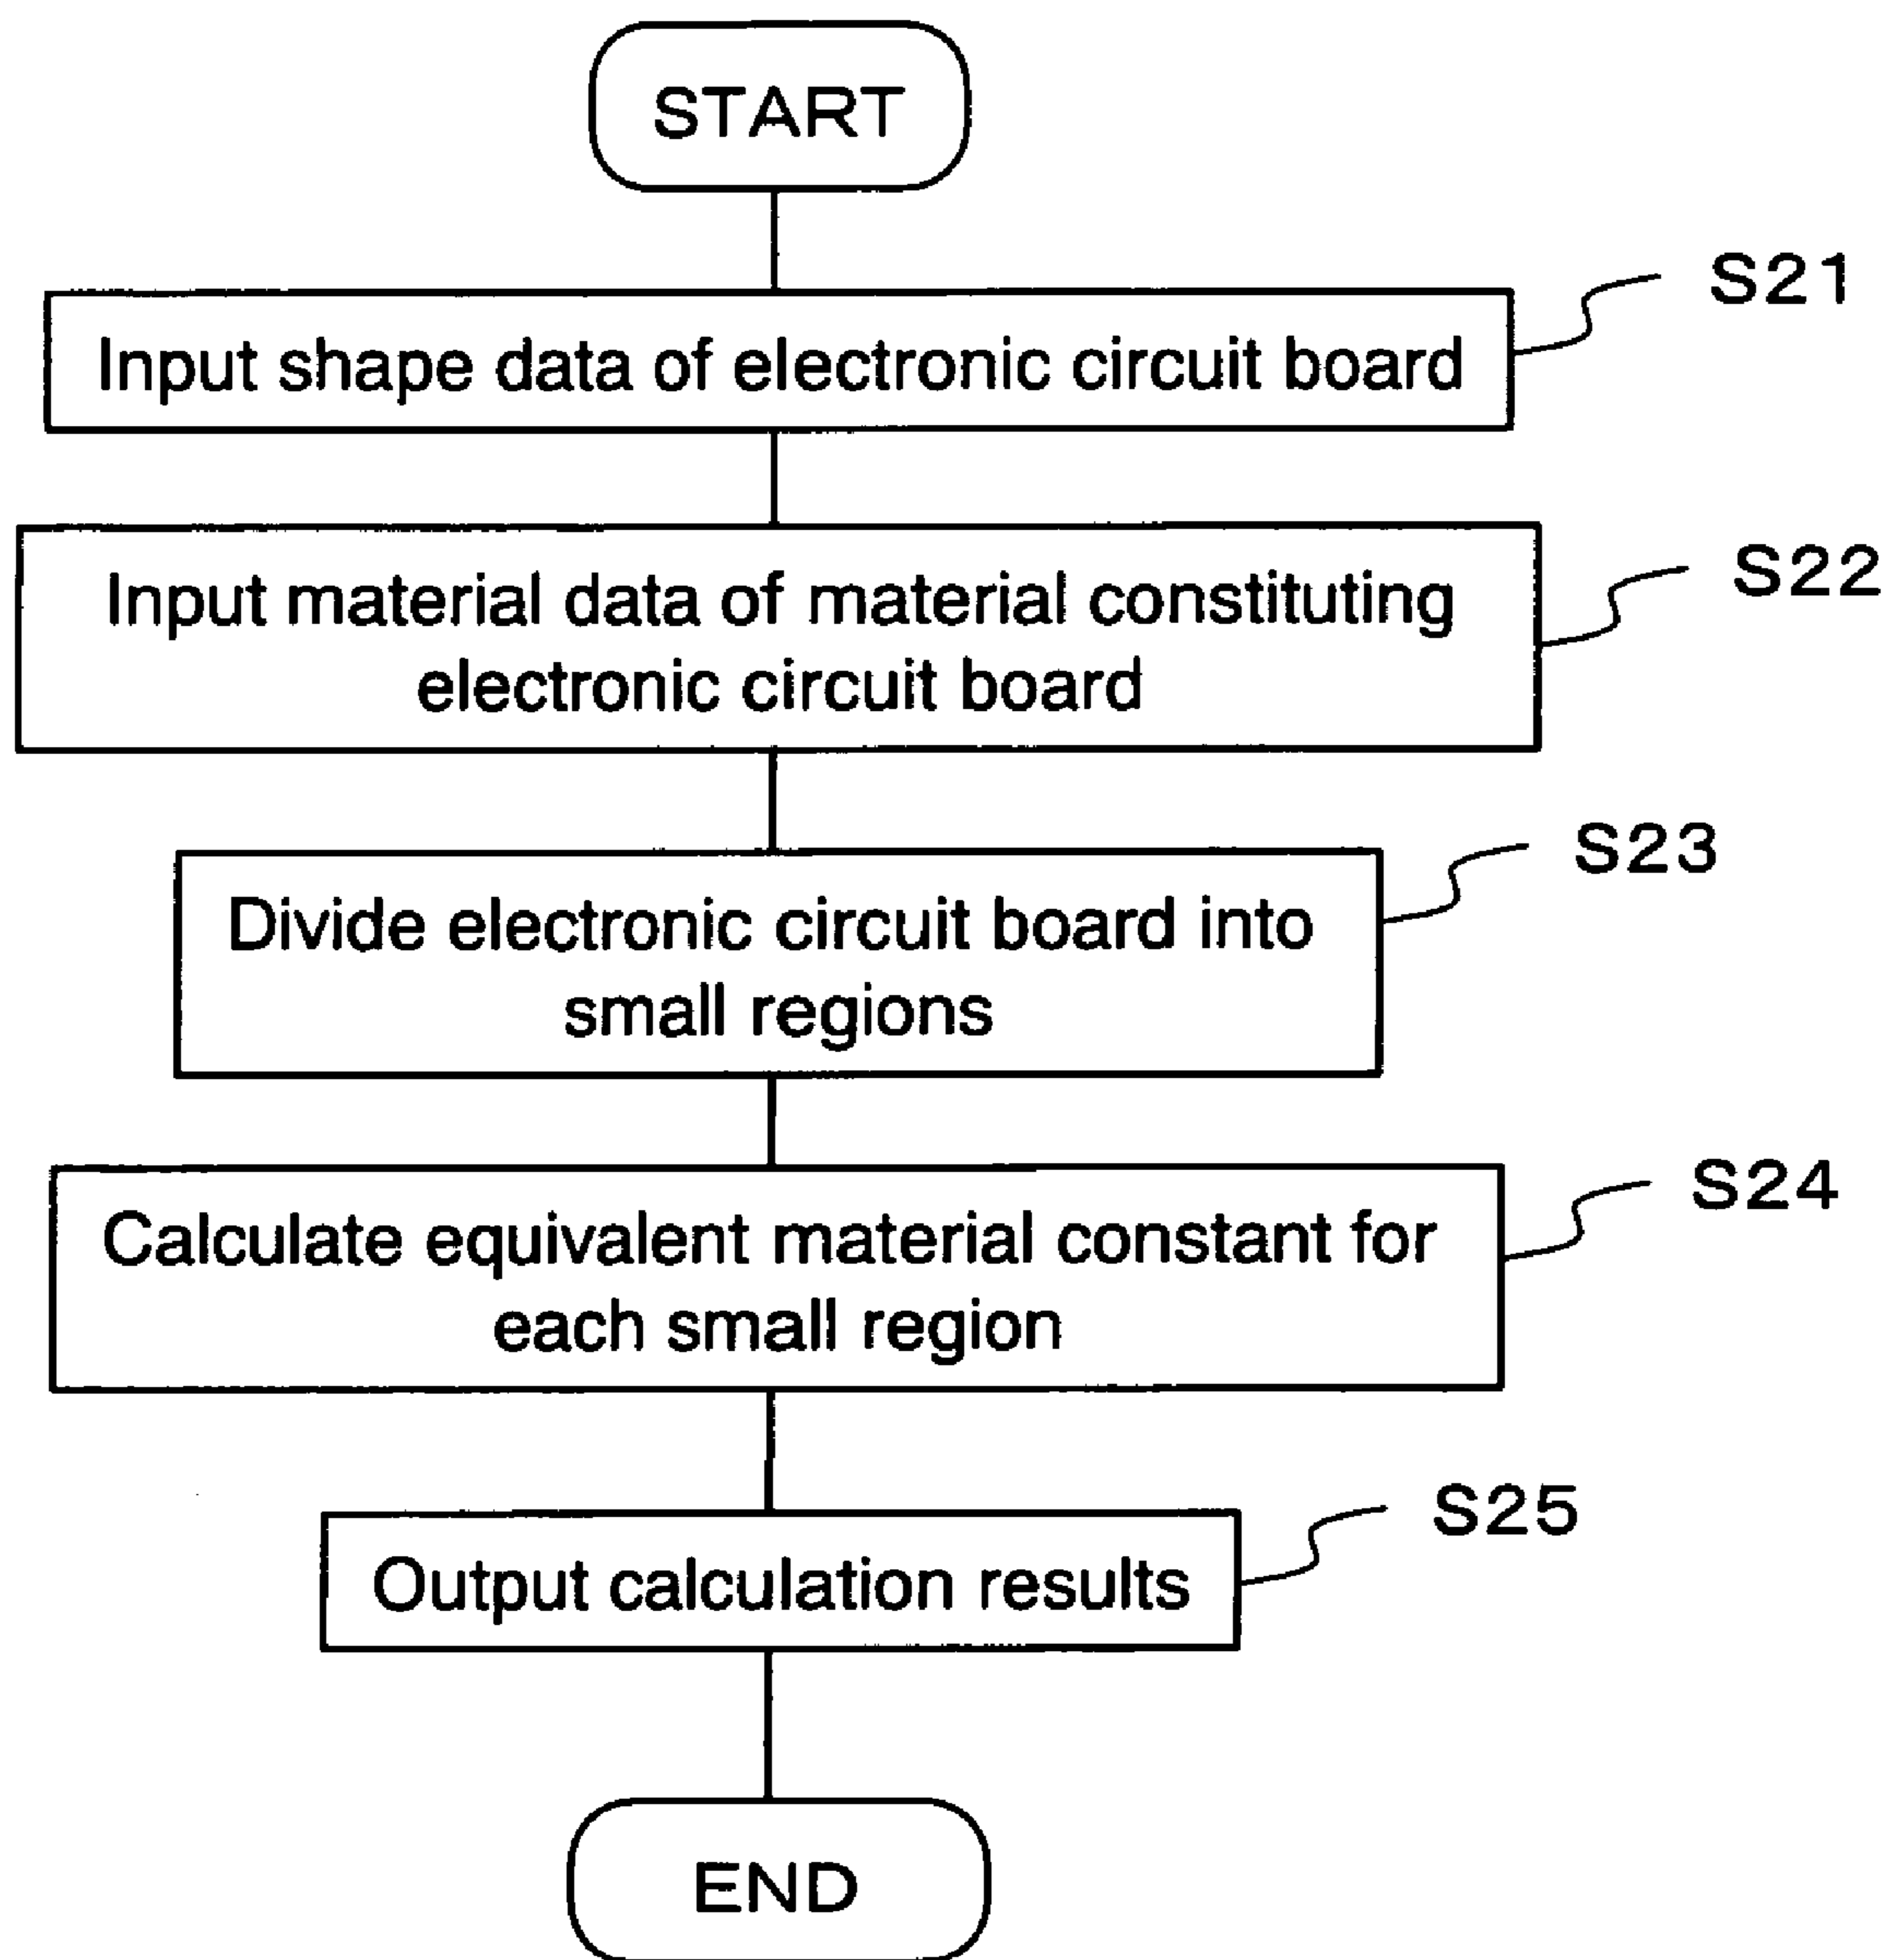 START
S21
Input shape data of electronic circuit board
S22
Input material data of material constituting
electronic circuit board
S23
Divide electronic circuit board into
small regions
S24
Calculate equivalent material constant for
each small region
S25
Output calculation results
END